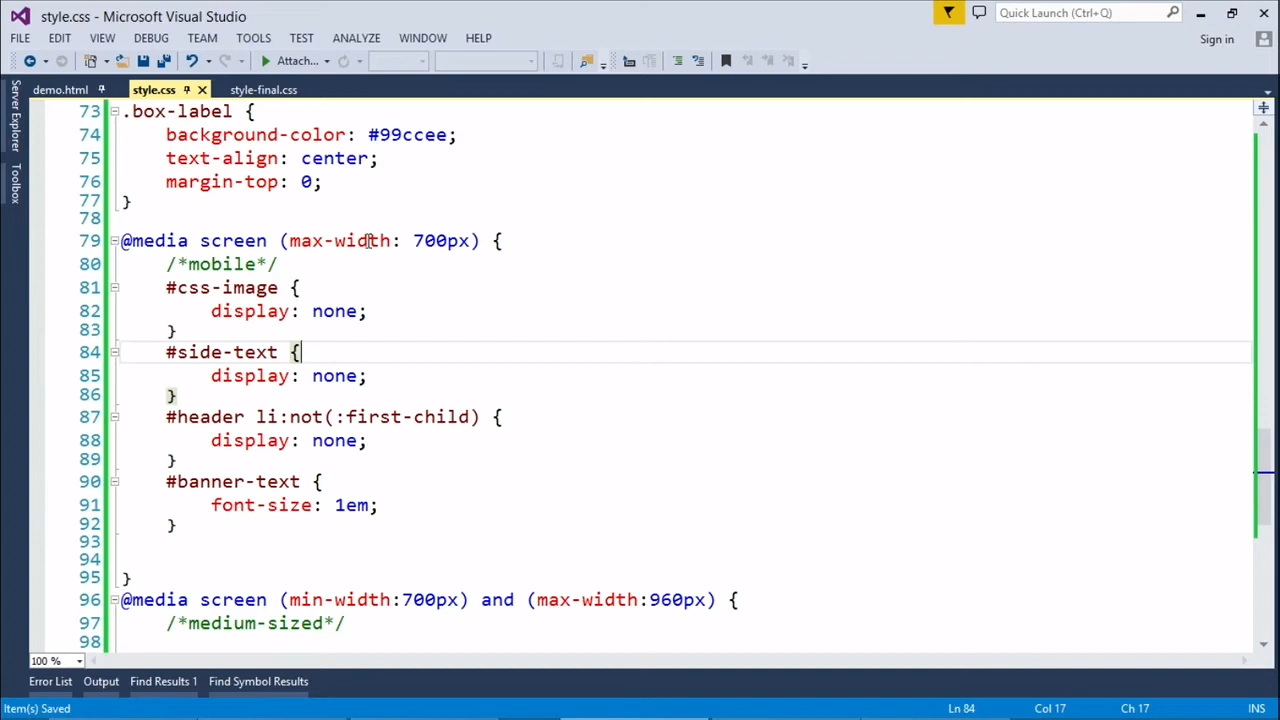 style.css - Microsoft Visual Studio
Quick Launch (Ctrl+Q)
FILE EDIT VIEW DEBUG TEAM TOOLS TEST ANALYZE WINDOW HELP
Sign in
Attach...
demo.html style.css style-final.css
Server Explorer
Toolbox
73 .box-label {
74 background-color: #99ccee;
75 text-align: center;
76 margin-top: 0;
77 }
78
79 @media screen (max-width: 700px) {
80 /*mobile*/
81 #css-image {
82 display: none;
83 }
84 #side-text {
85 display: none;
86 }
87 #header li:not(:first-child) {
88 display: none;
89 }
90 #banner-text {
91 font-size: 1em;
92 }
93
94
95 }
96 @media screen (min-width:700px) and (max-width:960px) {
97 /*medium-sized*/
98
100 %
Error List Output Find Results 1 Find Symbol Results
Item(s) Saved Ln 84 Col 17 Ch 17 INS